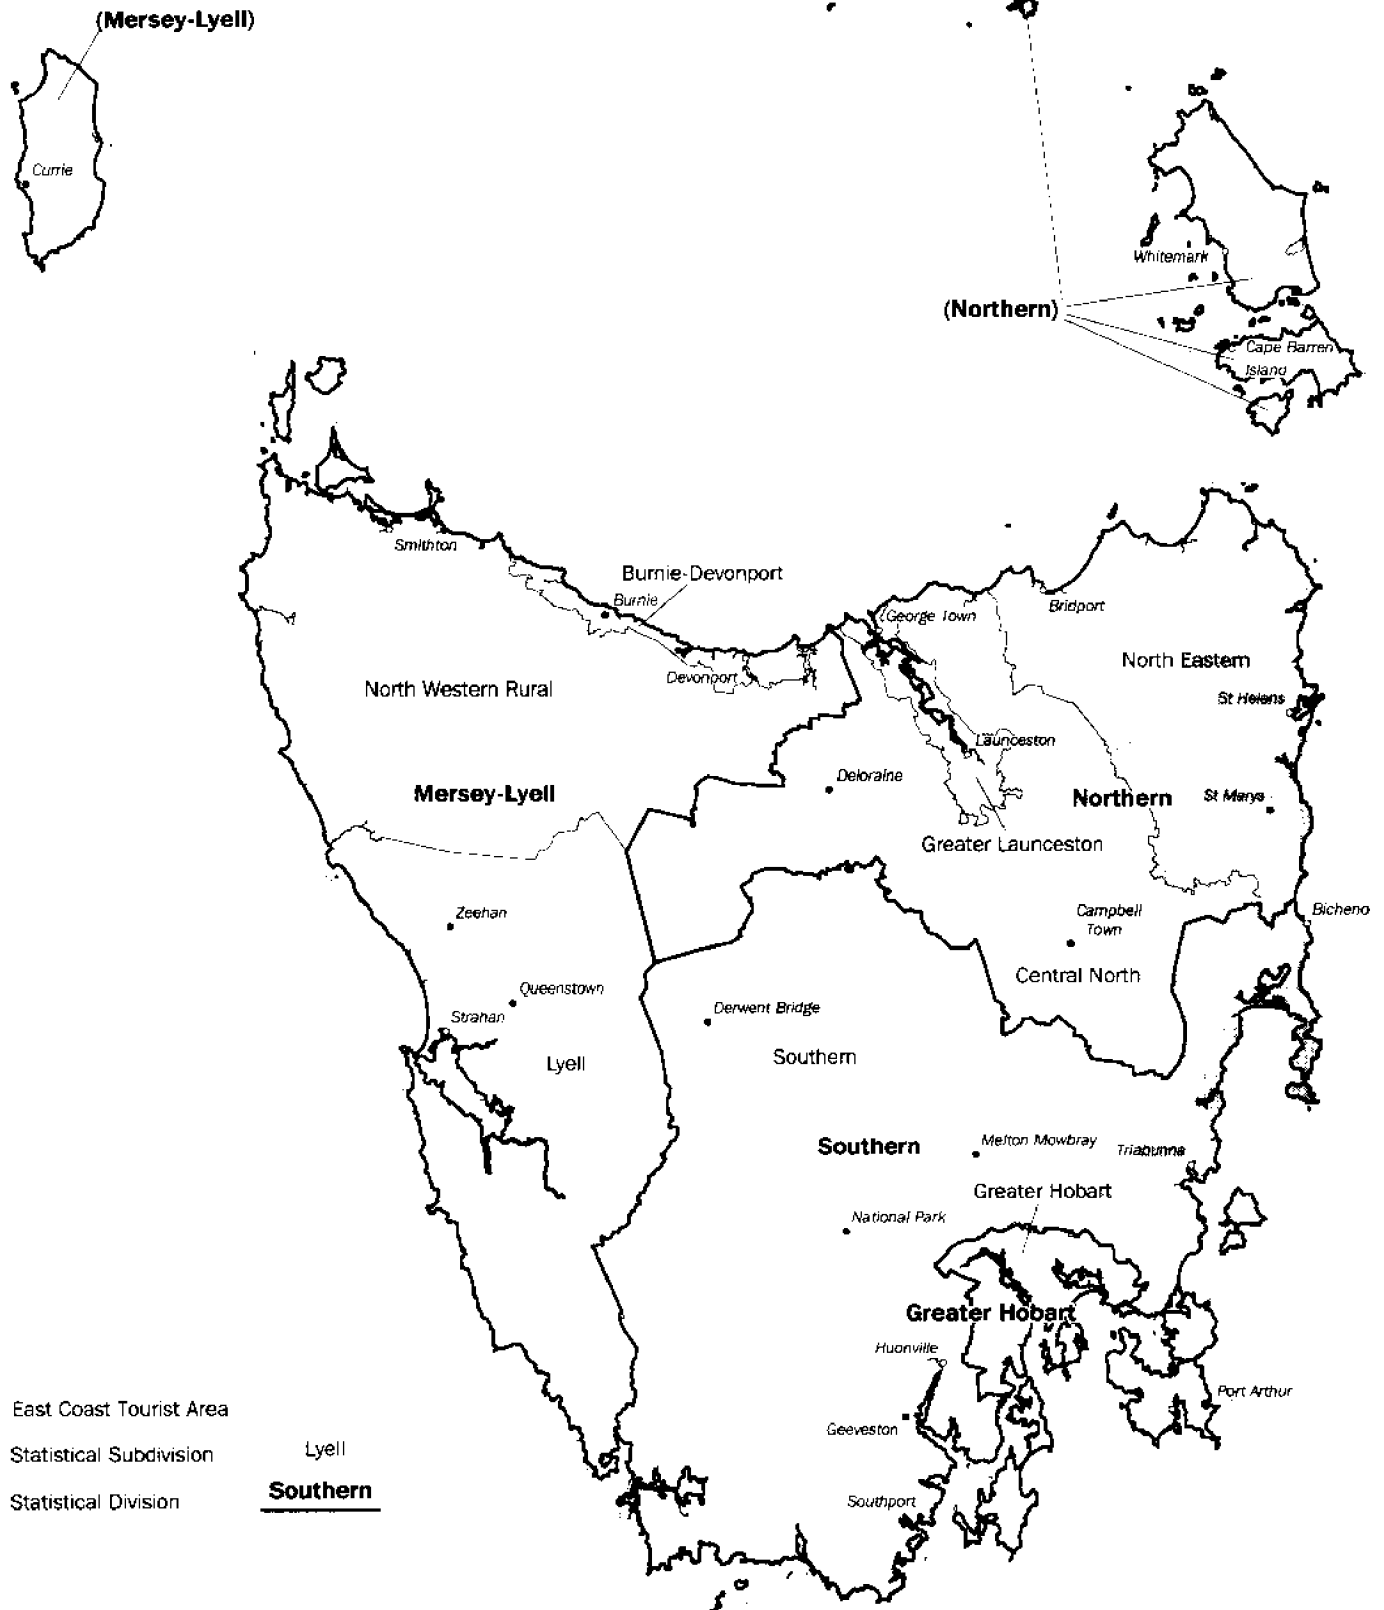 (Mersey-Lyell)
Currie
Whitemark
(Northern)
Cape Barren
Island
Smithton
Burnie-Devonport
Burnie
George Town
Bridport
North Eastern
Devonport
North Western Rural
St Helens
Launceston
Deloraine
Mersey-Lyell
Northern
St Marys
Greater Launceston
Zeehan
Campbell
Town
Bicheno
Central North
Queenstown
Strahan
Derwent Bridge
Lyell
Southern
Southern
Melton Mowbray
Triabunna
Greater Hobart
National Park
Greater Hobart
Huonville
Port Arthur
Geeveston
Southport
East Coast Tourist Area
Statistical Subdivision
Lyell
Statistical Division
Southern